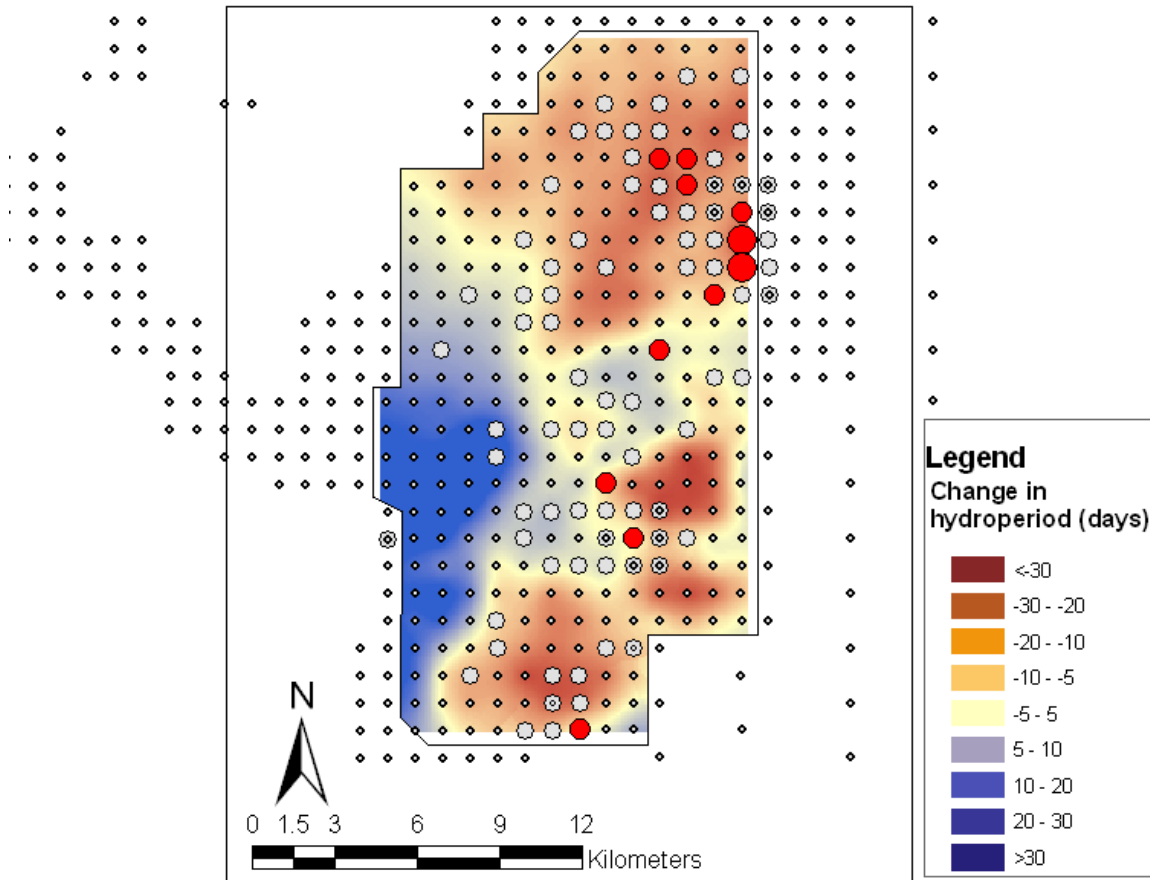 N
0 1.5 3 6 9 12
Kilometers
Legend
Change in
hydroperiod (days)
<-30
-30 - -20
-20 - -10
-10 - -5
-5 - 5
5 - 10
10 - 20
20 - 30
>30